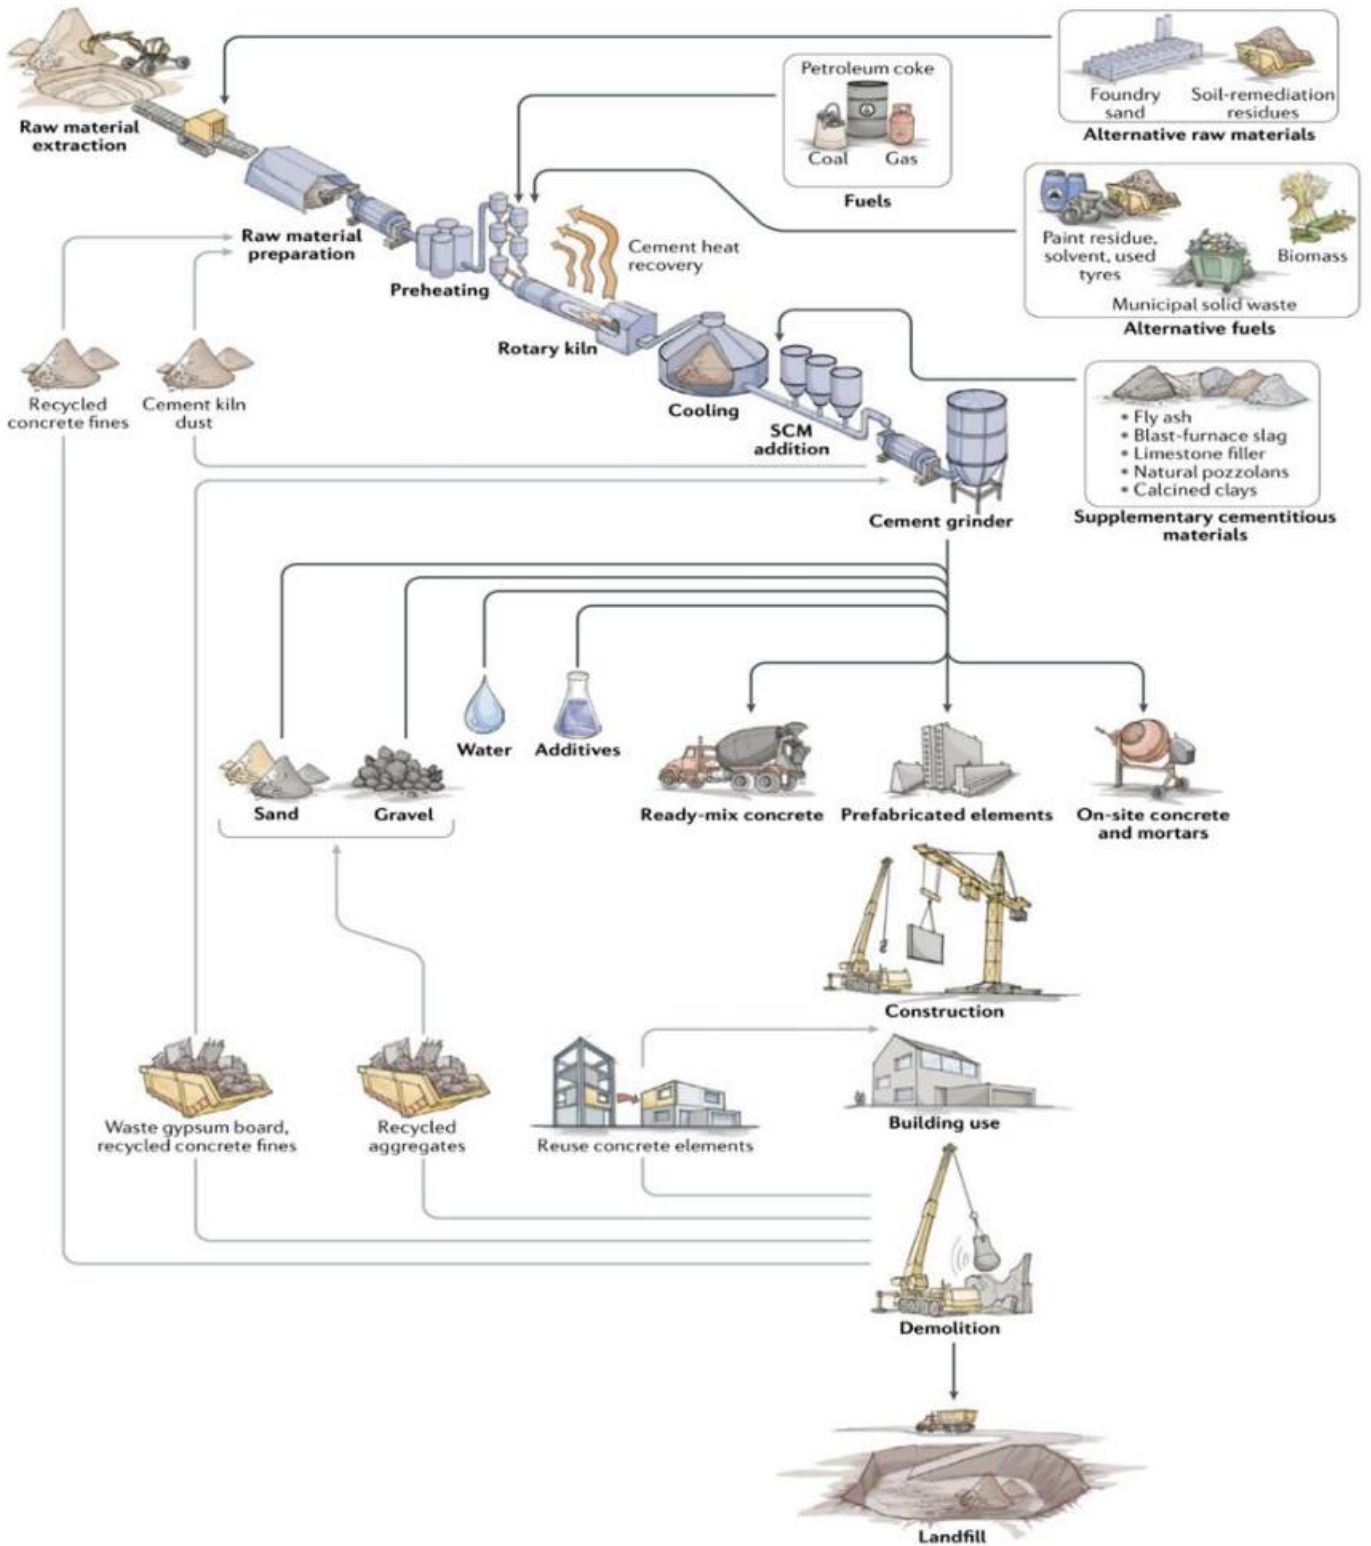 Raw material
extraction
Raw material
preparation
Preheating
Rotary kiln
Cement heat
recovery
Cooling
SCM
addition
Cement grinder
Petroleum coke
Coal
Gas
Fuels
Foundry
sand
Soil-remediation
residues
Alternative raw materials
Paint residue,
solvent, used
tyres
Biomass
Municipal solid waste
Alternative fuels
• Fly ash
• Blast-furnace slag
• Limestone filler
• Natural pozzolans
• Calcined clays
Supplementary cementitious
materials
Recycled
concrete fines
Cement kiln
dust
Sand
Gravel
Water
Additives
Ready-mix concrete
Prefabricated elements
On-site concrete
and mortars
Construction
Waste gypsum board,
recycled concrete fines
Recycled
aggregates
Reuse concrete elements
Building use
Demolition
Landfill